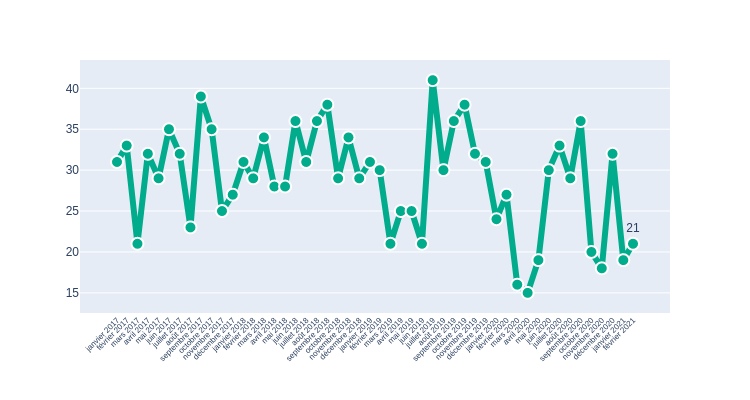 40
35
30
25
20
15
21
janvier 2017
février 2017
mars 2017
avril 2017
mai 2017
juin 2017
juillet 2017
août 2017
septembre 2017
octobre 2017
novembre 2017
décembre 2017
janvier 2018
février 2018
mars 2018
avril 2018
mai 2018
juin 2018
juillet 2018
août 2018
septembre 2018
octobre 2018
novembre 2018
décembre 2018
janvier 2019
février 2019
mars 2019
avril 2019
mai 2019
juin 2019
juillet 2019
août 2019
septembre 2019
octobre 2019
novembre 2019
décembre 2019
janvier 2020
février 2020
mars 2020
avril 2020
mai 2020
juin 2020
juillet 2020
août 2020
septembre 2020
octobre 2020
novembre 2020
décembre 2020
janvier 2021
février 2021